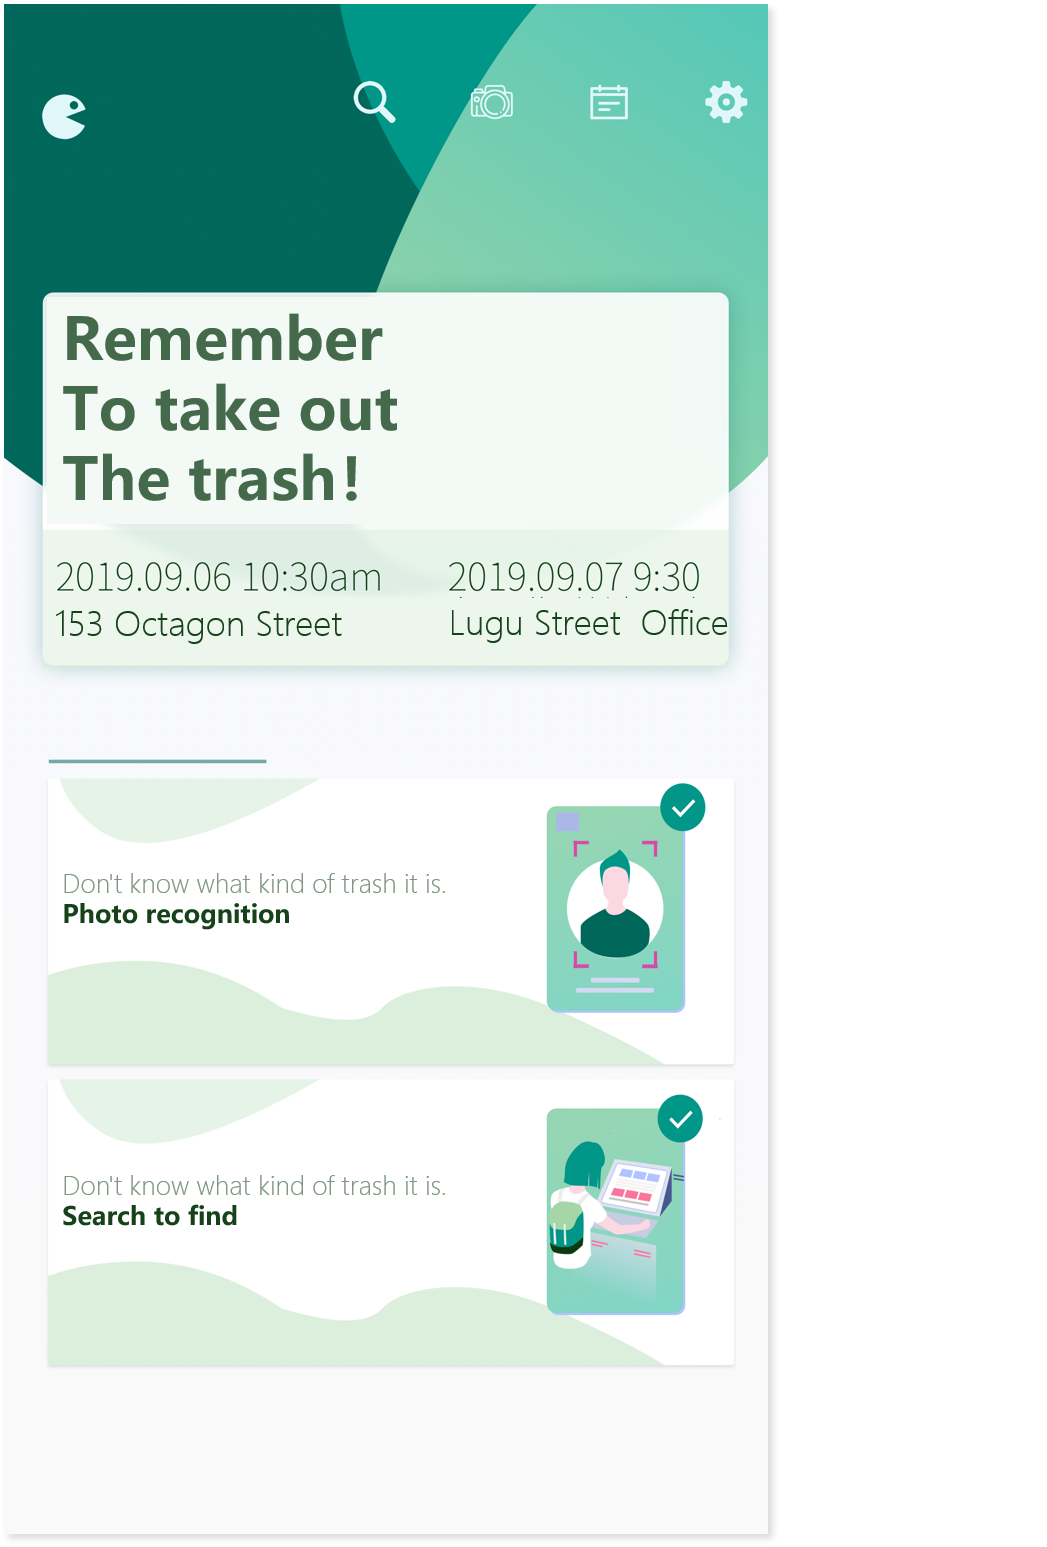 Remember
To take out
The trash!
2019.09.06 10:30am
153 Octagon Street
2019.09.07 9:30
Lugu Street Office
Don't know what kind of trash it is.
Photo recognition
Don't know what kind of trash it is.
Search to find